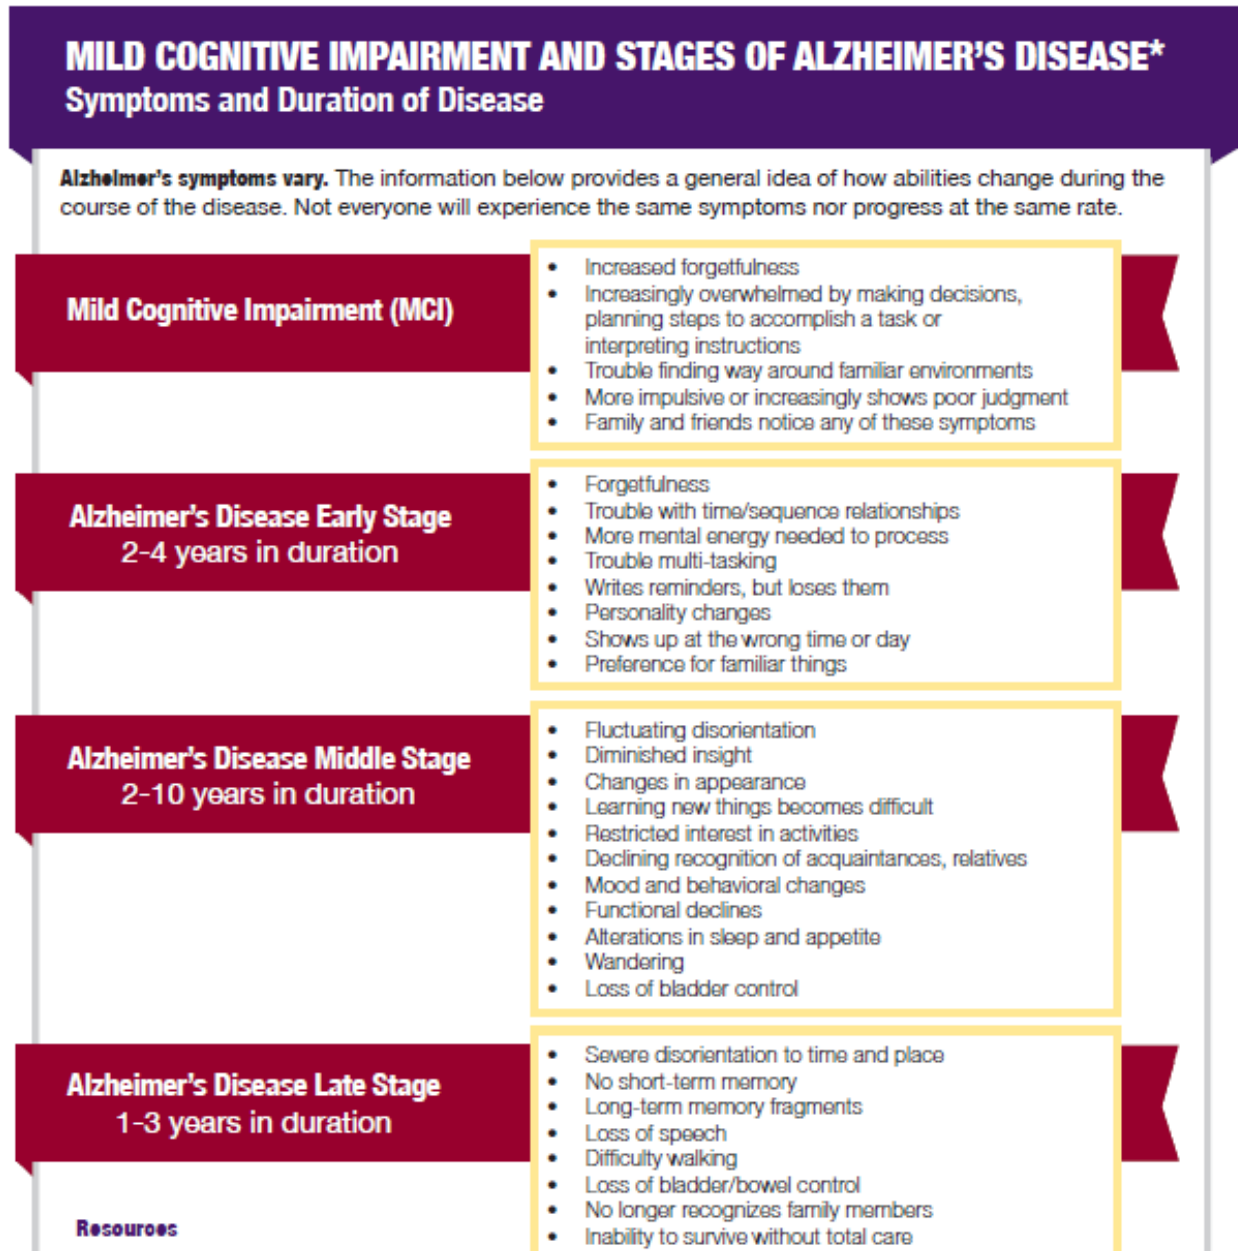 MILD COGNITIVE IMPAIRMENT AND STAGES OF ALZHEIMER'S DISEASE*
Symptoms and Duration of Disease
Alzheimer's symptoms vary. The information below provides a general idea of how abilities change during the
course of the disease. Not everyone will experience the same symptoms nor progress at the same rate.
Mild Cognitive Impairment (MCI)
• Increased forgetfulness
• Increasingly overwhelmed by making decisions,
planning steps to accomplish a task or
interpreting instructions
• Trouble finding way around familiar environments
• More impulsive or increasingly shows poor judgment
• Family and friends notice any of these symptoms
Alzheimer's Disease Early Stage
2-4 years in duration
• Forgetfulness
• Trouble with time/sequence relationships
• More mental energy needed to process
• Trouble multi-tasking
• Writes reminders, but loses them
• Personality changes
• Shows up at the wrong time or day
• Preference for familiar things
Alzheimer's Disease Middle Stage
2-10 years in duration
• Fluctuating disorientation
• Diminished insight
• Changes in appearance
• Learning new things becomes difficult
• Restricted interest in activities
• Declining recognition of acquaintances, relatives
• Mood and behavioral changes
• Functional declines
• Alterations in sleep and appetite
• Wandering
• Loss of bladder control
Alzheimer's Disease Late Stage
1-3 years in duration
• Severe disorientation to time and place
• No short-term memory
• Long-term memory fragments
• Loss of speech
• Difficulty walking
• Loss of bladder/bowel control
• No longer recognizes family members
• Inability to survive without total care
Resources